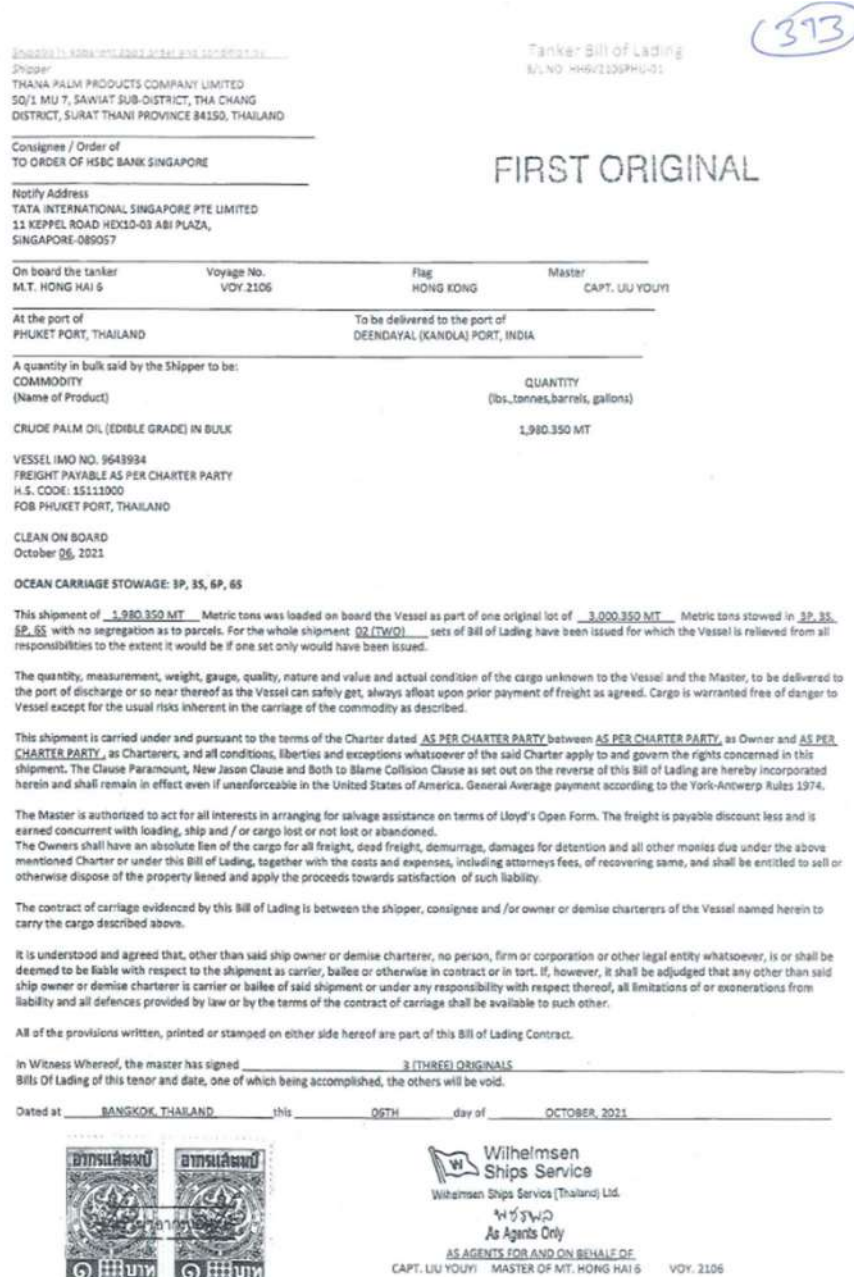 393
Tanker Bill of Lading
Shipped in apparent good order and condition by
B/L NO. HH6V2106PHU-01
Shipper
THANA PALM PRODUCTS COMPANY LIMITED
50/1 MU 7, SAWIAT SUB-DISTRICT, THA CHANG
DISTRICT, SURAT THANI PROVINCE 84150, THAILAND
Consignee / Order of
TO ORDER OF HSBC BANK SINGAPORE
FIRST ORIGINAL
Notify Address
TATA INTERNATIONAL SINGAPORE PTE LIMITED
11 KEPPEL ROAD HEX10-03 ABI PLAZA,
SINGAPORE-089057
On board the tanker Voyage No. Flag Master
M.T. HONG HAI 6 VOY.2106 HONG KONG CAPT. LIU YOUYI
At the port of To be delivered to the port of
PHUKET PORT, THAILAND DEENDAYAL (KANDLA) PORT, INDIA
A quantity in bulk said by the Shipper to be:
COMMODITY QUANTITY
(Name of Product) (lbs.,tonnes,barrels, gallons)
CRUDE PALM OIL (EDIBLE GRADE) IN BULK 1,980.350 MT
VESSEL IMO NO. 9643934
FREIGHT PAYABLE AS PER CHARTER PARTY
H.S. CODE: 15111000
FOB PHUKET PORT, THAILAND
CLEAN ON BOARD
October 06, 2021
OCEAN CARRIAGE STOWAGE: 3P, 3S, 6P, 6S
This shipment of 1,980.350 MT Metric tons was loaded on board the Vessel as part of one original lot of 3,000.350 MT Metric tons stowed in 3P, 3S,
6P, 6S with no segregation as to parcels. For the whole shipment 02 (TWO) sets of Bill of Lading have been issued for which the Vessel is relieved from all
responsibilities to the extent it would be if one set only would have been issued.
The quantity, measurement, weight, gauge, quality, nature and value and actual condition of the cargo unknown to the Vessel and the Master, to be delivered to
the port of discharge or so near thereof as the Vessel can safely get, always afloat upon prior payment of freight as agreed. Cargo is warranted free of danger to
Vessel except for the usual risks inherent in the carriage of the commodity as described.
This shipment is carried under and pursuant to the terms of the Charter dated AS PER CHARTER PARTY between AS PER CHARTER PARTY, as Owner and AS PER
CHARTER PARTY , as Charterers, and all conditions, liberties and exceptions whatsoever of the said Charter apply to and govern the rights concerned in this
shipment. The Clause Paramount, New Jason Clause and Both to Blame Collision Clause as set out on the reverse of this Bill of Lading are hereby incorporated
herein and shall remain in effect even if unenforceable in the United States of America. General Average payment according to the York-Antwerp Rules 1974.
The Master is authorized to act for all interests in arranging for salvage assistance on terms of Lloyd's Open Form. The freight is payable discount less and is
earned concurrent with loading, ship and / or cargo lost or not lost or abandoned.
The Owners shall have an absolute lien of the cargo for all freight, dead freight, demurrage, damages for detention and all other monies due under the above
mentioned Charter or under this Bill of Lading, together with the costs and expenses, including attorneys fees, of recovering same, and shall be entitled to sell or
otherwise dispose of the property liened and apply the proceeds towards satisfaction of such liability.
The contract of carriage evidenced by this Bill of Lading is between the shipper, consignee and /or owner or demise charterers of the Vessel named herein to
carry the cargo described above.
It is understood and agreed that, other than said ship owner or demise charterer, no person, firm or corporation or other legal entity whatsoever, is or shall be
deemed to be liable with respect to the shipment as carrier, bailee or otherwise in contract or in tort. If, however, it shall be adjudged that any other than said
ship owner or demise charterer is carrier or bailee of said shipment or under any responsibility with respect thereof, all limitations of or exonerations from
liability and all defences provided by law or by the terms of the contract of carriage shall be available to such other.
All of the provisions written, printed or stamped on either side hereof are part of this Bill of Lading Contract.
In Witness Whereof, the master has signed 3 (THREE) ORIGINALS
Bills Of Lading of this tenor and date, one of which being accomplished, the others will be void.
Dated at BANGKOK, THAILAND this 06TH day of OCTOBER, 2021
อากรแสตมป์ อากรแสตมป์
๑ บาท ๑ บาท
W
Wilhelmsen
Ships Service
Wilhelmsen Ships Service (Thailand) Ltd.
พชรพล
As Agents Only
AS AGENTS FOR AND ON BEHALF OF
CAPT. LIU YOUYI MASTER OF MT. HONG HAI 6 VOY. 2106